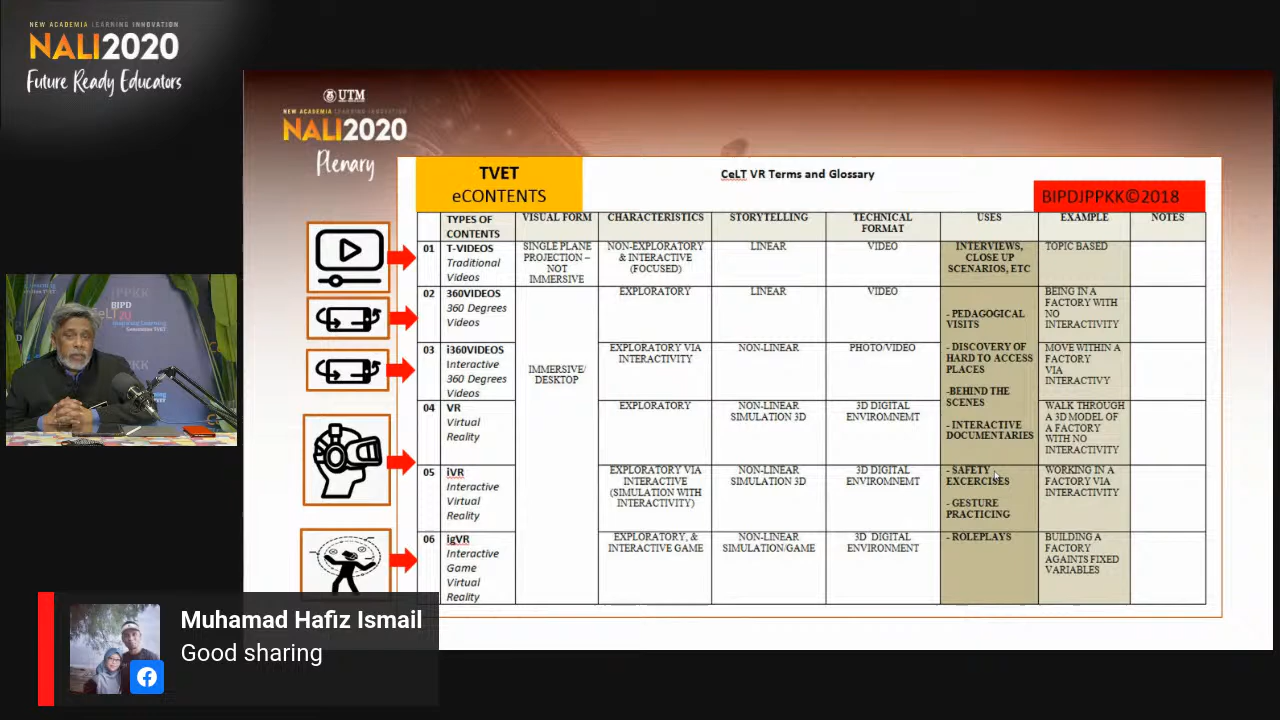 NEW ACADEMIA LEARNING INNOVATION
NALI2020
Future Ready Educators
UTM
NEW ACADEMIA LEARNING INNOVATION
NALI2020
Plenary
TVET
eCONTENTS
CeLT VR Terms and Glossary
BIPDJPPKK©2018
TYPES OF
CONTENTS
VISUAL FORM
CHARACTERISTICS
STORYTELLING
TECHNICAL
FORMAT
USES
EXAMPLE
NOTES
01
T-VIDEOS
Traditional
Videos
SINGLE PLANE
PROJECTION –
NOT
IMMERSIVE
NON-EXPLORATORY
& INTERACTIVE
(FOCUSED)
LINEAR
VIDEO
INTERVIEWS,
CLOSE UP
SCENARIOS, ETC
TOPIC BASED
02
360VIDEOS
360 Degrees
Videos
IMMERSIVE/
DESKTOP
EXPLORATORY
LINEAR
VIDEO
- PEDAGOGICAL
VISITS
- DISCOVERY OF
HARD TO ACCESS
PLACES
-BEHIND THE
SCENES
- INTERACTIVE
DOCUMENTARIES
BEING IN A
FACTORY WITH
NO
INTERACTIVITY
03
i360VIDEOS
Interactive
360 Degrees
Videos
EXPLORATORY VIA
INTERACTIVITY
NON-LINEAR
PHOTO/VIDEO
MOVE WITHIN A
FACTORY
VIA
INTERACTIVY
04
VR
Virtual
Reality
EXPLORATORY
NON-LINEAR
SIMULATION 3D
3D DIGITAL
ENVIROMNEMT
WALK THROUGH
A 3D MODEL OF
A FACTORY
WITH NO
INTERACTIVITY
05
iVR
Interactive
Virtual
Reality
EXPLORATORY VIA
INTERACTIVE
(SIMULATION WITH
INTERACTIVITY)
NON-LINEAR
SIMULATION 3D
3D DIGITAL
ENVIROMNEMT
- SAFETY
EXCERCISES
- GESTURE
PRACTICING
WORKING IN A
FACTORY VIA
INTERACTIVITY
06
igVR
Interactive
Game
Virtual
Reality
EXPLORATORY, &
INTERACTIVE GAME
NON-LINEAR
SIMULATION/GAME
3D DIGITAL
ENVIRONMENT
- ROLEPLAYS
BUILDING A
FACTORY
AGAINTS FIXED
VARIABLES
BIPD
CeLT
Muhamad Hafiz Ismail
Good sharing